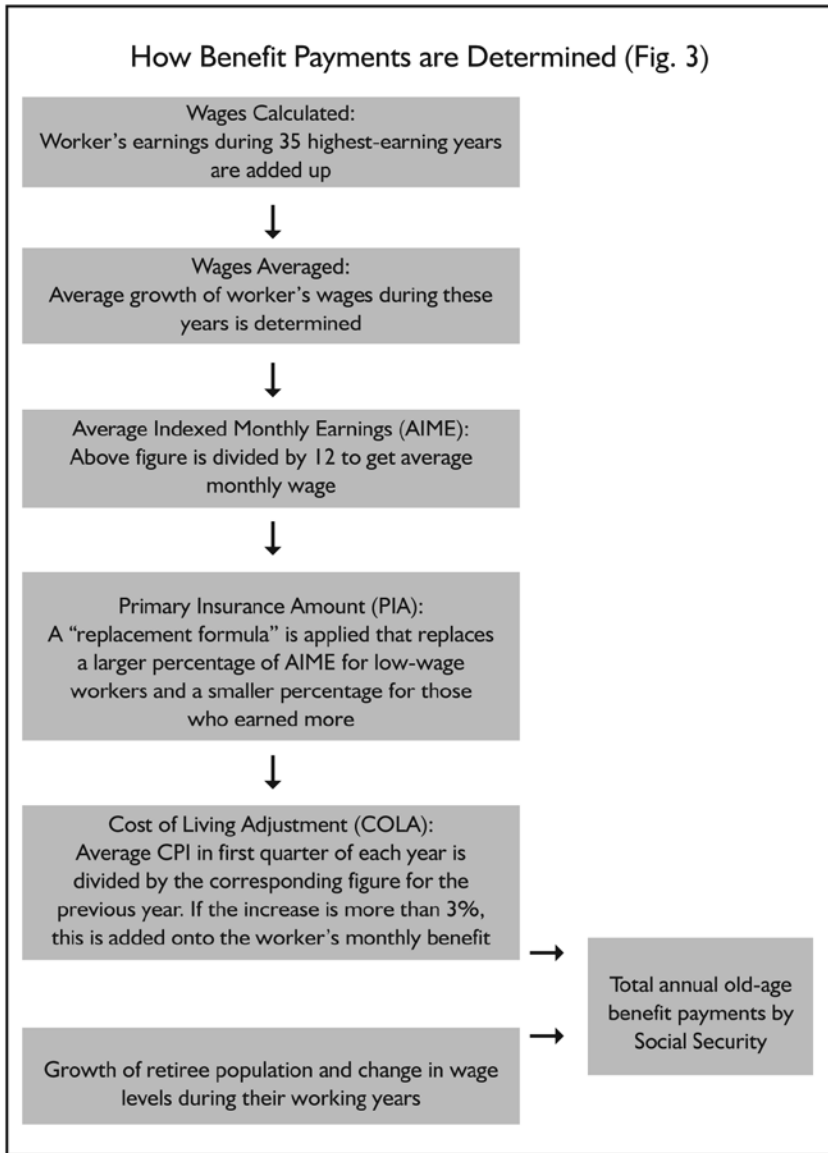 How Benefit Payments are Determined (Fig. 3)
Wages Calculated:
Worker’s earnings during 35 highest-earning years
are added up
Wages Averaged:
Average growth of worker’s wages during these
years is determined
Average Indexed Monthly Earnings (AIME):
Above figure is divided by 12 to get average
monthly wage
Primary Insurance Amount (PIA):
A “replacement formula” is applied that replaces
a larger percentage of AIME for low-wage
workers and a smaller percentage for those
who earned more
Cost of Living Adjustment (COLA):
Average CPI in first quarter of each year is
divided by the corresponding figure for the
previous year. If the increase is more than 3%,
this is added onto the worker’s monthly benefit
Total annual old-age
benefit payments by
Social Security
Growth of retiree population and change in wage
levels during their working years